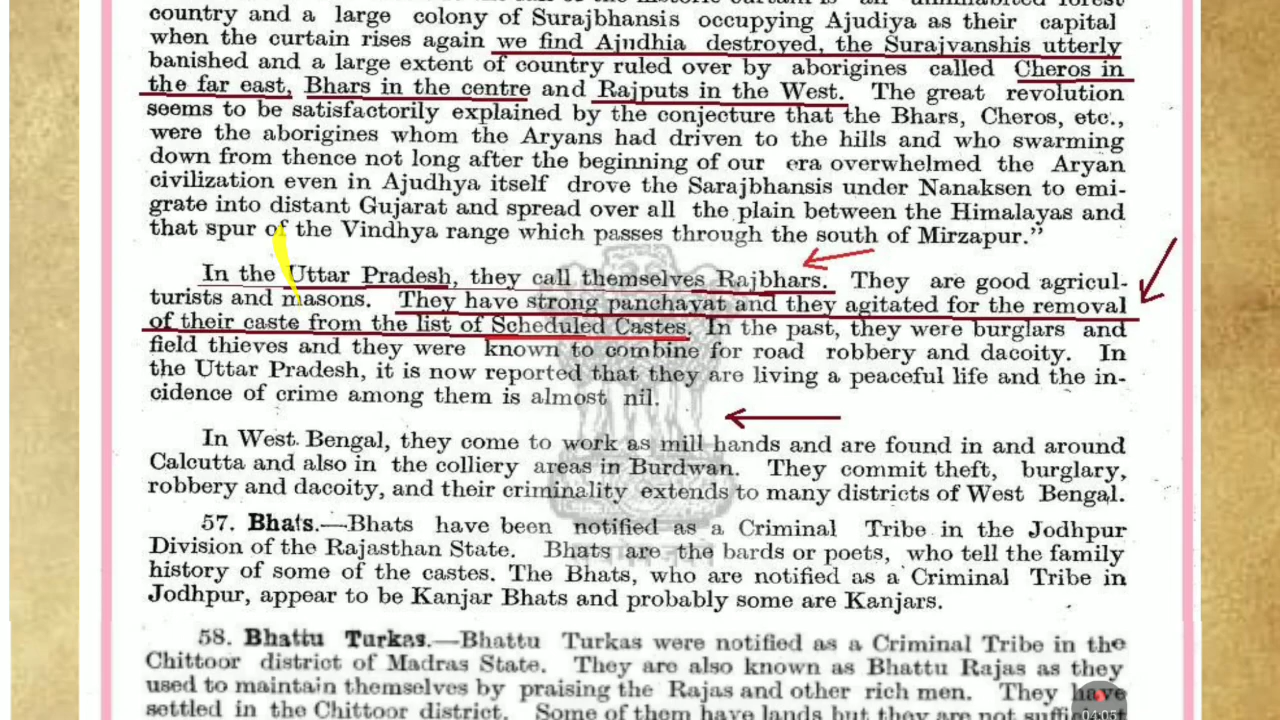 country and a large colony of Surajbhansis occupying Ajudiya as their capital
when the curtain rises again we find Ajudhia destroyed, the Surajvanshis utterly
banished and a large extent of country ruled over by aborigines called Cheros in
the far east, Bhars in the centre and Rajputs in the West. The great revolution
seems to be satisfactorily explained by the conjecture that the Bhars, Cheros, etc.,
were the aborigines whom the Aryans had driven to the hills and who swarming
down from thence not long after the beginning of our era overwhelmed the Aryan
civilization even in Ajudhya itself drove the Sarajbhansis under Nanaksen to emi-
grate into distant Gujarat and spread over all the plain between the Himalayas and
that spur of the Vindhya range which passes through the south of Mirzapur."
In the Uttar Pradesh, they call themselves Rajbhars. They are good agricul-
turists and masons. They have strong panchayat and they agitated for the removal
of their caste from the list of Scheduled Castes. In the past, they were burglars and
field thieves and they were known to combine for road robbery and dacoity. In
the Uttar Pradesh, it is now reported that they are living a peaceful life and the in-
cidence of crime among them is almost nil.
In West Bengal, they come to work as mill hands and are found in and around
Calcutta and also in the colliery areas in Burdwan. They commit theft, burglary,
robbery and dacoity, and their criminality extends to many districts of West Bengal.
57. Bhats.—Bhats have been notified as a Criminal Tribe in the Jodhpur
Division of the Rajasthan State. Bhats are the bards or poets, who tell the family
history of some of the castes. The Bhats, who are notified as a Criminal Tribe in
Jodhpur, appear to be Kanjar Bhats and probably some are Kanjars.
58. Bhattu Turkas.—Bhattu Turkas were notified as a Criminal Tribe in the
Chittoor district of Madras State. They are also known as Bhattu Rajas as they
used to maintain themselves by praising the Rajas and other rich men. They have
settled in the Chittoor district. Some of them have lands but they are not sufficient
04:05